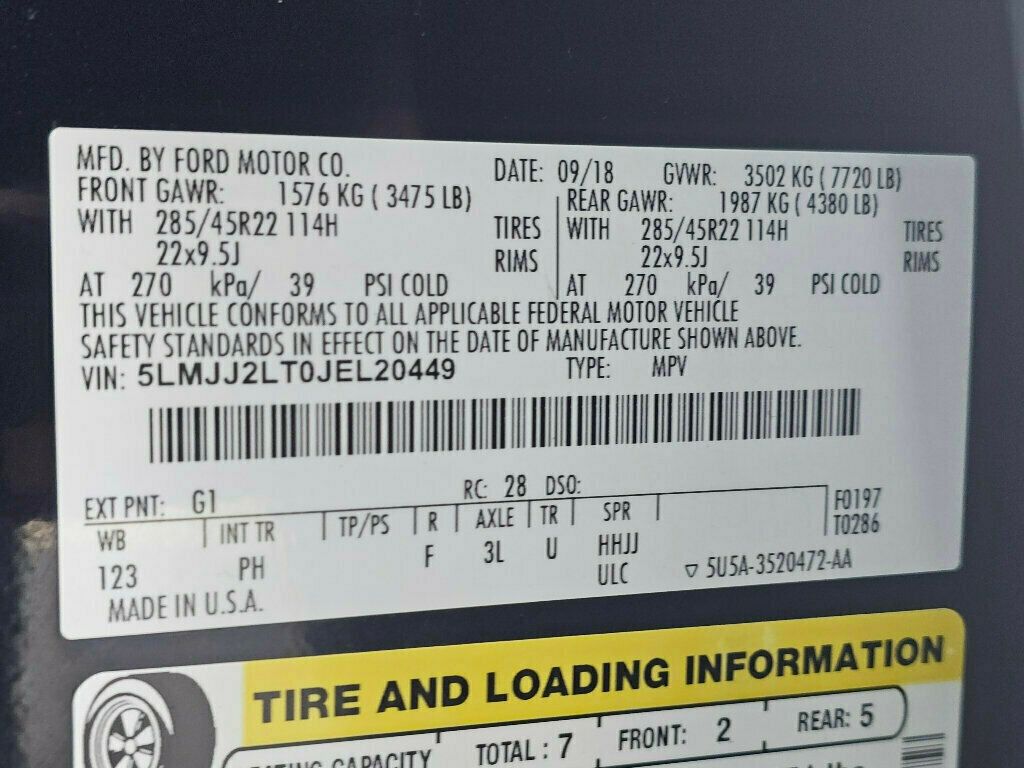 MFD. BY FORD MOTOR CO. DATE: 09/18 GVWR: 3502 KG ( 7720 LB)
FRONT GAWR: 1576 KG ( 3475 LB) REAR GAWR: 1987 KG ( 4380 LB)
WITH 285/45R22 114H TIRES WITH 285/45R22 114H TIRES
22x9.5J RIMS 22x9.5J RIMS
AT 270 kPa/ 39 PSI COLD AT 270 kPa/ 39 PSI COLD
THIS VEHICLE CONFORMS TO ALL APPLICABLE FEDERAL MOTOR VEHICLE
SAFETY STANDARDS IN EFFECT ON THE DATE OF MANUFACTURE SHOWN ABOVE.
VIN: 5LMJJ2LT0JEL20449 TYPE: MPV
EXT PNT: G1 RC: 28 DSO:
WB INT TR TP/PS R AXLE TR SPR F0197
T0286
123 PH F 3L U HHJJ
ULC ▽ 5U5A-3520472-AA
MADE IN U.S.A.
TIRE AND LOADING INFORMATION
CAPACITY TOTAL : 7 FRONT: 2 REAR: 5